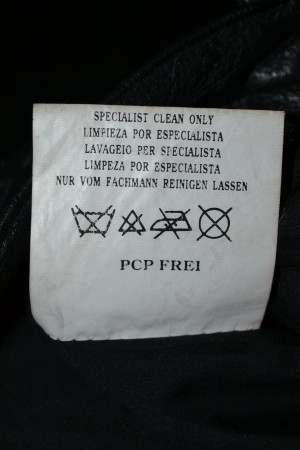 SPECIALIST CLEAN ONLY
LIMPIEZA POR ESPECIALISTA
LAVAGEIO PER SPECIALISTA
LIMPEZA POR ESPECIALISTA
NUR VOM FACHMANN REINIGEN LASSEN
PCP FREI